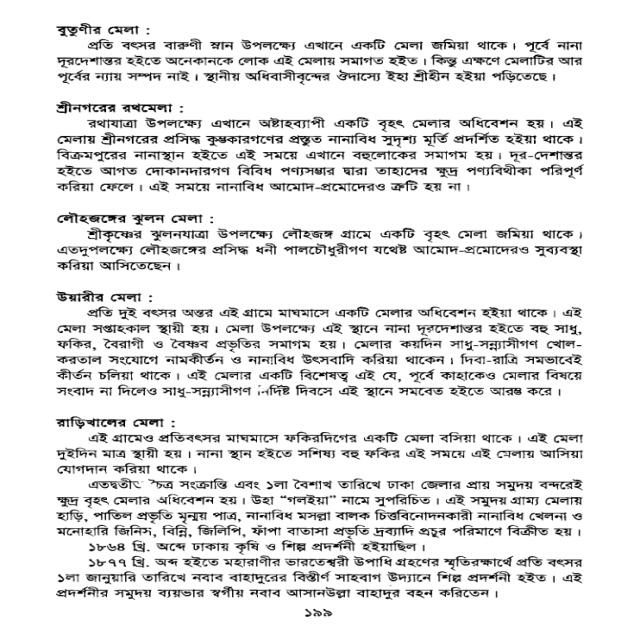 বুতুণীর মেলা :
প্রতি বৎসর বারুণী স্নান উপলক্ষ্যে এখানে একটি মেলা জমিয়া থাকে। পূর্বে নানা
দূরদেশান্তর হইতে অনেকানকে লোক এই মেলায় সমাগত হইত। কিন্তু এক্ষণে মেলাটির আর
পূর্বের ন্যায় সম্পদ নাই। স্থানীয় অধিবাসীবৃন্দের ঔদাস্যে ইহা শ্রীহীন হইয়া পড়িতেছে।
শ্রীনগরের রথমেলা :
রথাযাত্রা উপলক্ষ্যে এখানে অষ্টাহব্যাপী একটি বৃহৎ মেলার অধিবেশন হয়। এই
মেলায় শ্রীনগরের প্রসিদ্ধ কুম্ভকারগণের প্রস্তুত নানাবিধ সুদৃশ্য মূর্তি প্রদর্শিত হইয়া থাকে।
বিক্রমপুরের নানাস্থান হইতে এই সময়ে এখানে বহুলোকের সমাগম হয়। দূর-দেশান্তর
হইতে আগত দোকানদারগণ বিবিধ পণ্যসম্ভার দ্বারা তাহাদের ক্ষুদ্র পণ্যবিথীকা পরিপূর্ণ
করিয়া ফেলে। এই সময়ে নানাবিধ আমোদ-প্রমোদেরও ত্রুটি হয় না।
লৌহজঙ্গের ঝুলন মেলা :
শ্রীকৃষ্ণের ঝুলনযাত্রা উপলক্ষ্যে লৌহজঙ্গ গ্রামে একটি বৃহৎ মেলা জমিয়া থাকে।
এতদুপলক্ষ্যে লৌহজঙ্গের প্রসিদ্ধ ধনী পালচৌধুরীগণ যথেষ্ট আমোদ-প্রমোদেরও সুব্যবস্থা
করিয়া আসিতেছেন।
উয়ারীর মেলা :
প্রতি দুই বৎসর অন্তর এই গ্রামে মাঘমাসে একটি মেলার অধিবেশন হইয়া থাকে। এই
মেলা সপ্তাহকাল স্থায়ী হয়। মেলা উপলক্ষ্যে এই স্থানে নানা দূরদেশান্তর হইতে বহু সাধু,
ফকির, বৈরাগী ও বৈষ্ণব প্রভৃতির সমাগম হয়। মেলার কয়দিন সাধু-সন্ন্যাসীগণ খোল-
করতাল সংযোগে নামকীর্তন ও নানাবিধ উৎসবাদি করিয়া থাকেন। দিবা-রাত্রি সমভাবেই
কীর্তন চলিয়া থাকে। এই মেলার একটি বিশেষত্ব এই যে, পূর্বে কাহাকেও মেলার বিষয়ে
সংবাদ না দিলেও সাধু-সন্ন্যাসীগণ নির্দিষ্ট দিবসে এই স্থানে সমবেত হইতে আরম্ভ করে।
রাড়িখালের মেলা :
এই গ্রামেও প্রতিবৎসর মাঘমাসে ফকিরদিগের একটি মেলা বসিয়া থাকে। এই মেলা
দুইদিন মাত্র স্থায়ী হয়। নানা স্থান হইতে সশিষ্য বহু ফকির এই সময়ে এই মেলায় আসিয়া
যোগদান করিয়া থাকে।
চৈত্র সংক্রান্তি এবং ১লা বৈশাখ তারিখে ঢাকা জেলার প্রায় সমুদয় বন্দরেই
ক্ষুদ্র বৃহৎ মেলার অধিবেশন হয়। উহা “গলইয়া” নামে সুপরিচিত। এই সমুদয় গ্রাম্য মেলায়
হাড়ি, পাতিল প্রভৃতি মৃন্ময় পাত্র, নানাবিধ মসল্লা বালক চিত্তবিনোদনকারী নানাবিধ খেলনা ও
মনোহারি জিনিস, বিন্নি, জিলিপি, ফাঁপা বাতাসা প্রভৃতি দ্রব্যাদি প্রচুর পরিমাণে বিক্রীত হয়।
১৮৬৪ খ্রি. অব্দে ঢাকায় কৃষি ও শিল্প প্রদর্শনী হইয়াছিল।
১৮৭৭ খ্রি. অব্দ হইতে মহারাণীর ভারতেশ্বরী উপাধি গ্রহণের স্মৃতিরক্ষার্থে প্রতি বৎসর
১লা জানুয়ারি তারিখে নবাব বাহাদুরের বিস্তীর্ণ সাহবাগ উদ্যানে শিল্প প্রদর্শনী হইত। এই
প্রদর্শনীর সমুদয় ব্যয়ভার স্বর্গীয় নবাব আসানউল্লা বাহাদুর বহন করিতেন।
১৯৯